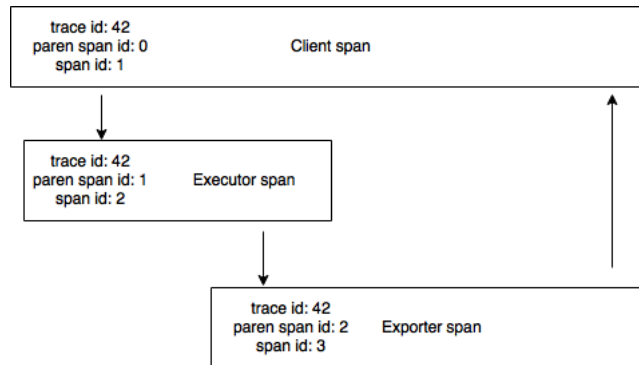 trace id: 42
paren span id: 0
Client span
span id: 1
trace id: 42
paren span id: 1
Executor span
span id: 2
trace id: 42
paren span id: 2
Exporter span
span id: 3